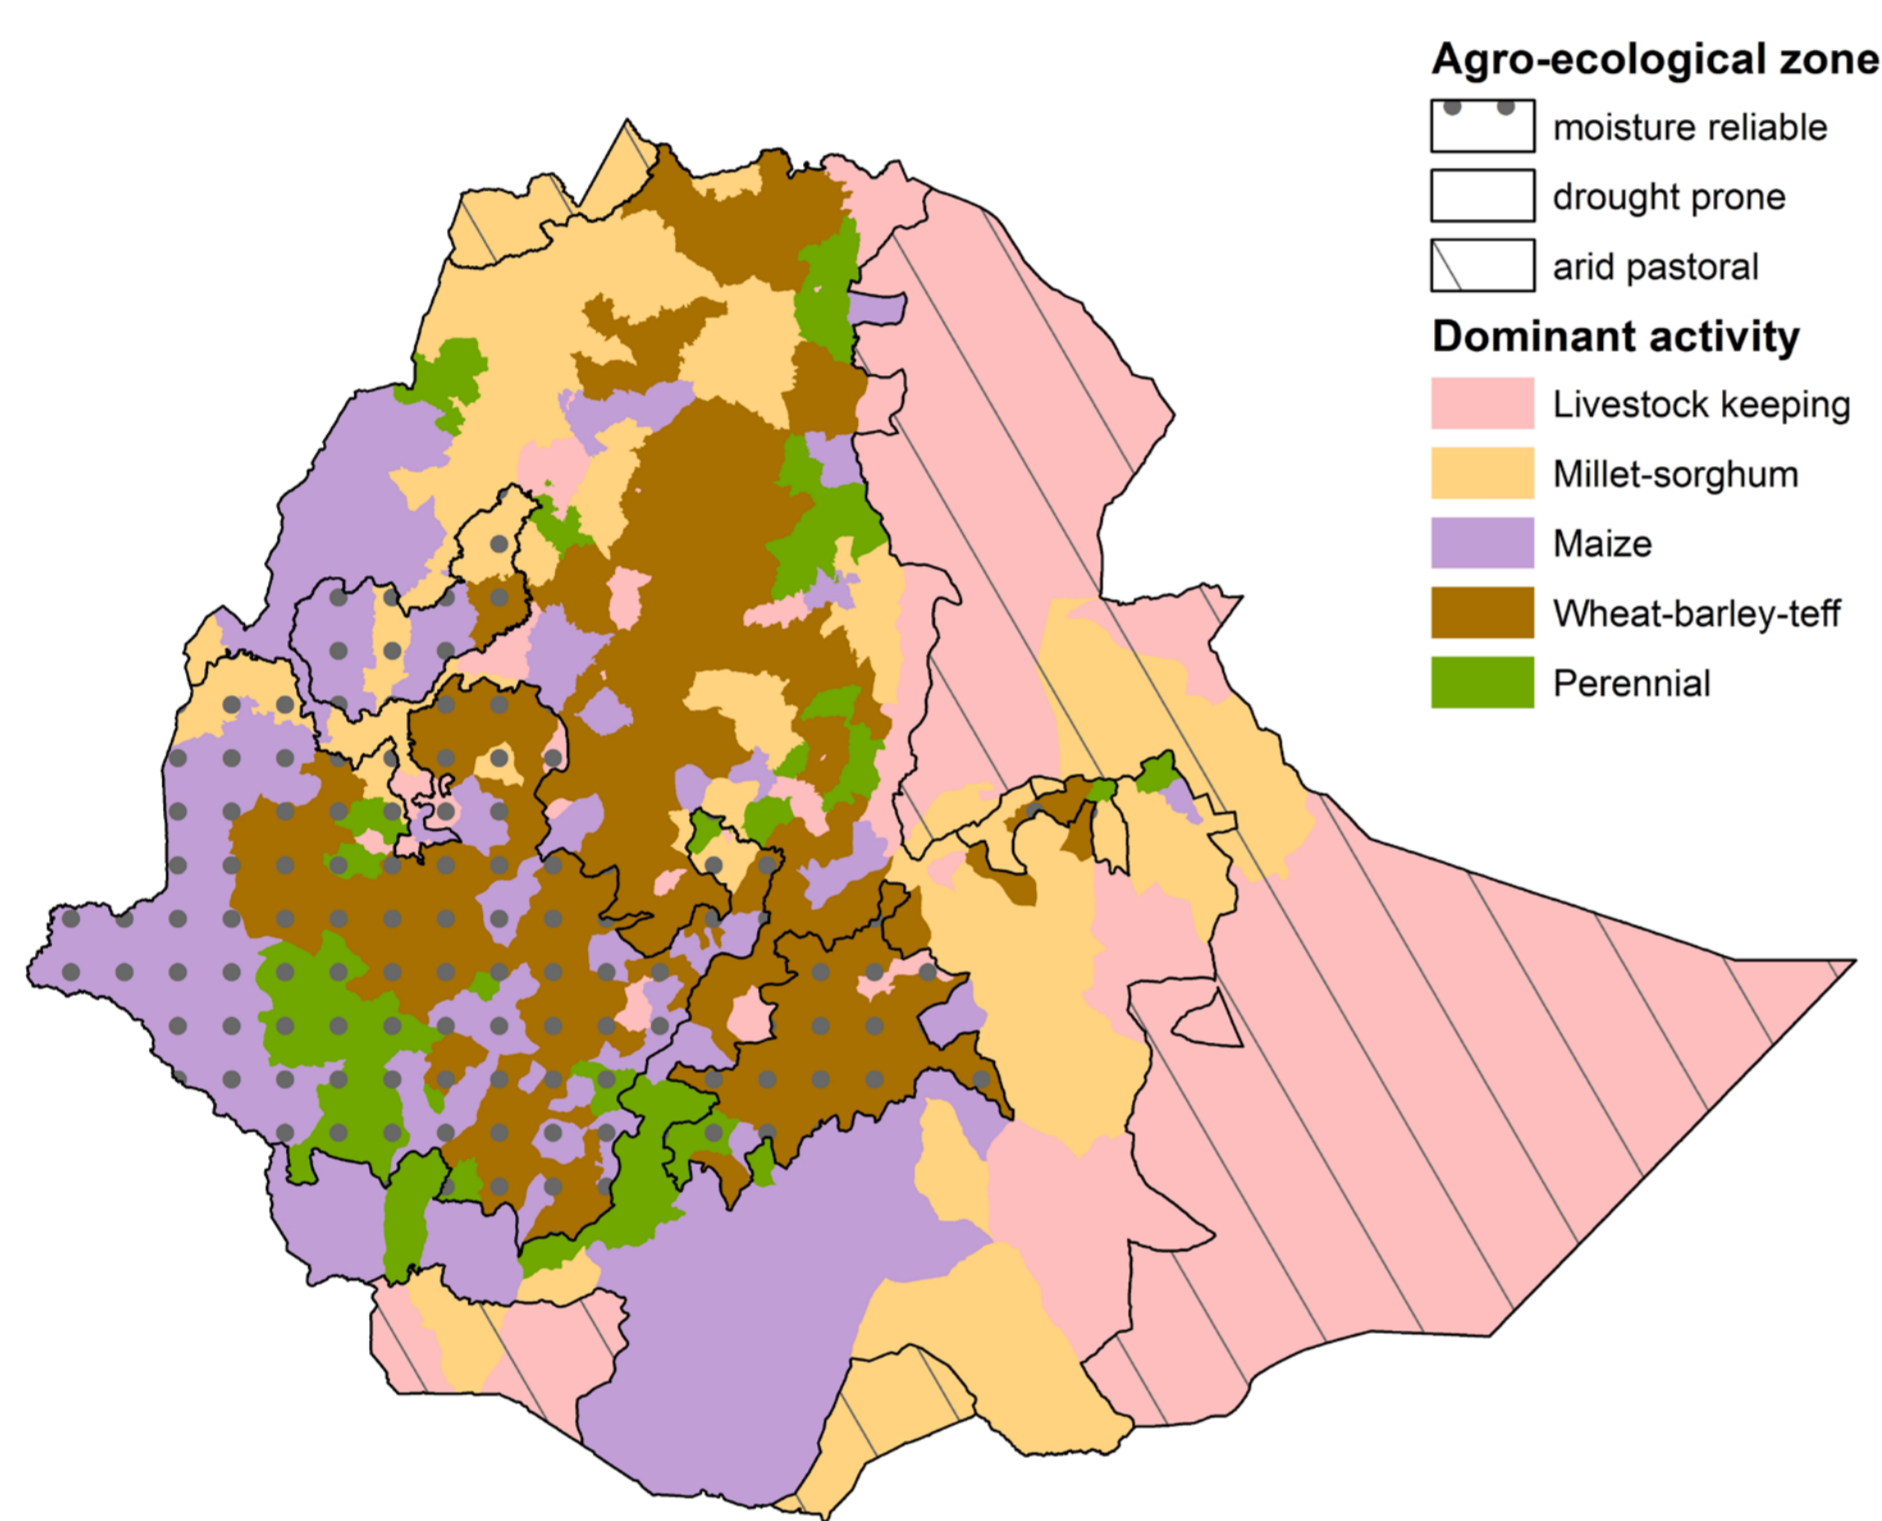 Agro-ecological zone
moisture reliable
drought prone
arid pastoral
Dominant activity
Livestock keeping
Millet-sorghum
Maize
Wheat-barley-teff
Perennial